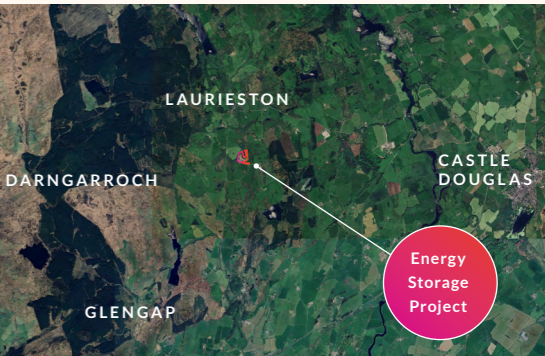 LAURIESTON
DARNGARROCH
CASTLE
DOUGLAS
Energy
Storage
Project
GLENGAP